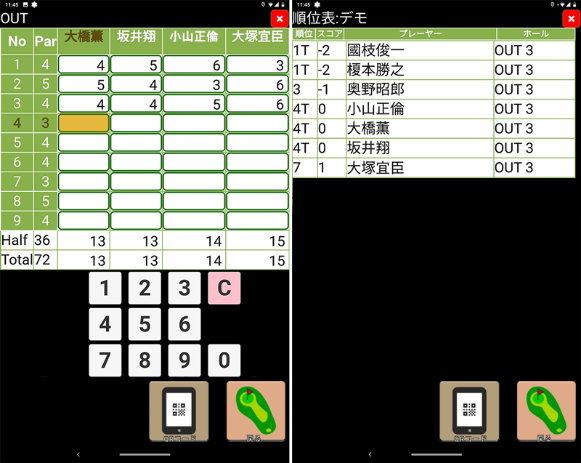 11:45
OUT
No Par 大橋薫 坂井翔 小山正倫 大塚宜臣
1 4 4 5 6 3
2 5 5 4 3 6
3 4 4 4 5 6
4 3
5 4
6 4
7 3
8 5
9 4
Half 36 13 13 14 15
Total 72 13 13 14 15
1 2 3 C
4 5 6
7 8 9 0
11:45
順位表:デモ
順位 スコア プレーヤー ホール
1T -2 國枝俊一 OUT 3
1T -2 榎本勝之 OUT 3
3 -1 奥野昭郎 OUT 3
4T 0 小山正倫 OUT 3
4T 0 大橋薫 OUT 3
4T 0 坂井翔 OUT 3
7 1 大塚宜臣 OUT 3